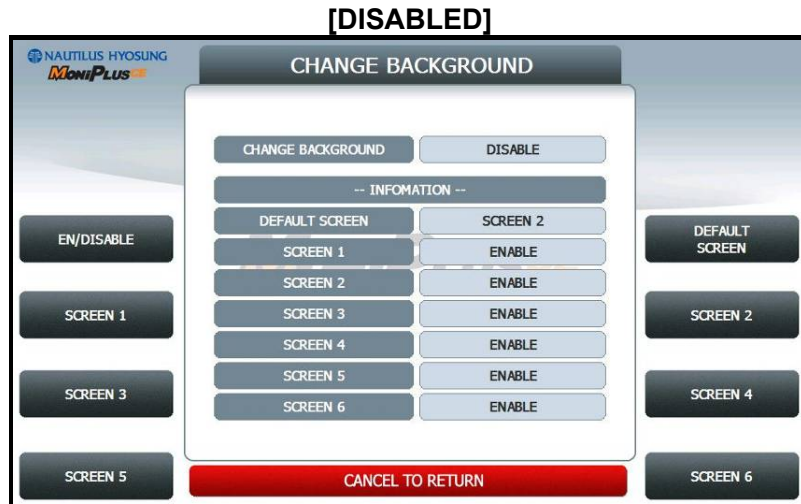 [DISABLED]
NAUTILUS HYOSUNG
MONIPLUS CE
CHANGE BACKGROUND
CHANGE BACKGROUND DISABLE
-- INFOMATION --
DEFAULT SCREEN SCREEN 2
SCREEN 1 ENABLE
SCREEN 2 ENABLE
SCREEN 3 ENABLE
SCREEN 4 ENABLE
SCREEN 5 ENABLE
SCREEN 6 ENABLE
EN/DISABLE
DEFAULT
SCREEN
SCREEN 1
SCREEN 2
SCREEN 3
SCREEN 4
SCREEN 5
CANCEL TO RETURN
SCREEN 6